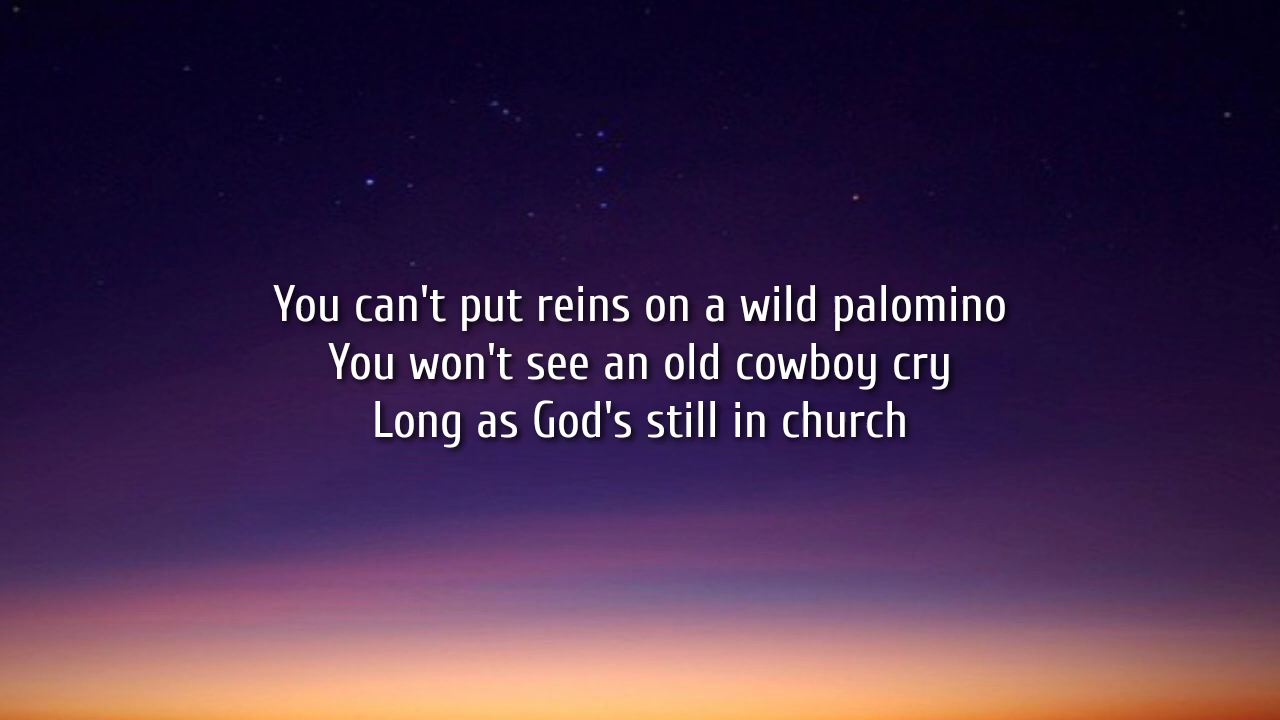 You can't put reins on a wild palomino
You won't see an old cowboy cry
Long as God's still in church